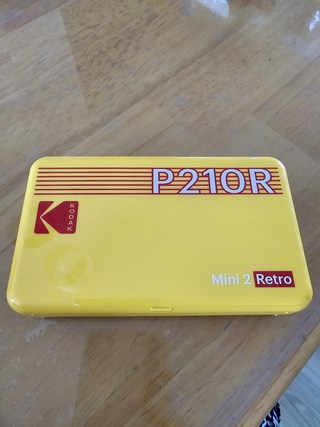 P210R
KODAK
Mini 2 Retro